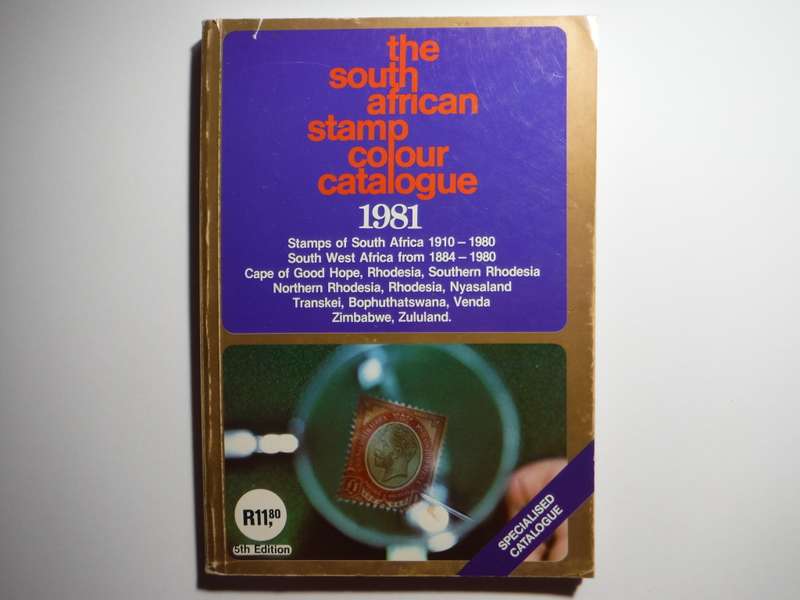 the
south
african
stamp
colour
catalogue
1981
Stamps of South Africa 1910 – 1980
South West Africa from 1884 – 1980
Cape of Good Hope, Rhodesia, Southern Rhodesia
Northern Rhodesia, Rhodesia, Nyasaland
Transkei, Bophuthatswana, Venda
Zimbabwe, Zululand.
R11,80
5th Edition
SPECIALISED
CATALOGUE
£1